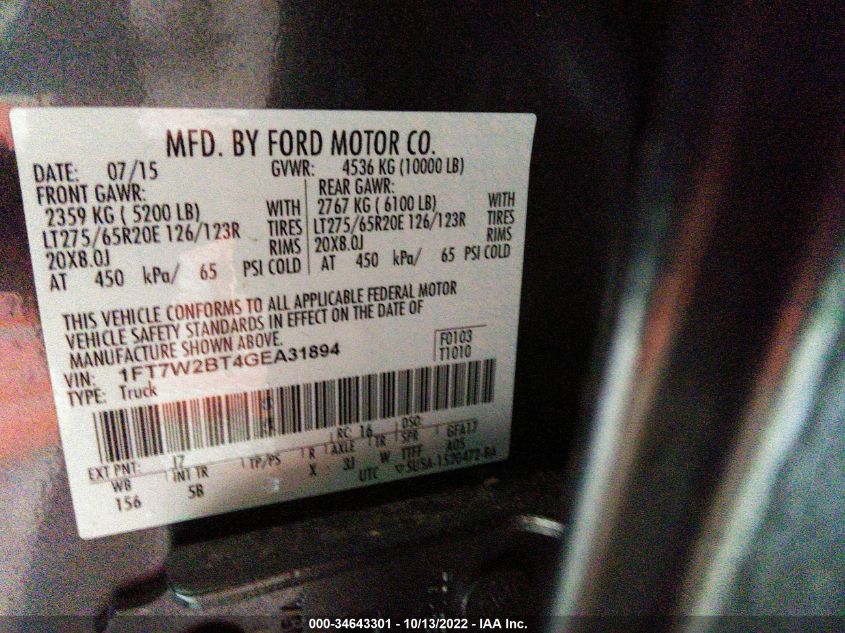 MFD. BY FORD MOTOR CO.
DATE: 07/15 GVWR: 4536 KG (10000 LB)
FRONT GAWR: REAR GAWR:
2359 KG ( 5200 LB) WITH 2767 KG ( 6100 LB) WITH
LT275/65R20E 126/123R TIRES LT275/65R20E 126/123R TIRES
20X8.0J RIMS 20X8.0J RIMS
AT 450 kPa/ 65 PSI COLD AT 450 kPa/ 65 PSI COLD
THIS VEHICLE CONFORMS TO ALL APPLICABLE FEDERAL MOTOR
VEHICLE SAFETY STANDARDS IN EFFECT ON THE DATE OF
MANUFACTURE SHOWN ABOVE.
VIN: 1FT7W2BT4GEA31894 F0103
TYPE: Truck T1010
EXT PNT: 17 RC: 16 DSO:
WB INT TR TP/PS R AXLE TR SPR 6FA17
156 5B X 3J W TTFF A05
UTC
000-34643301 - 10/13/2022 - IAA Inc.